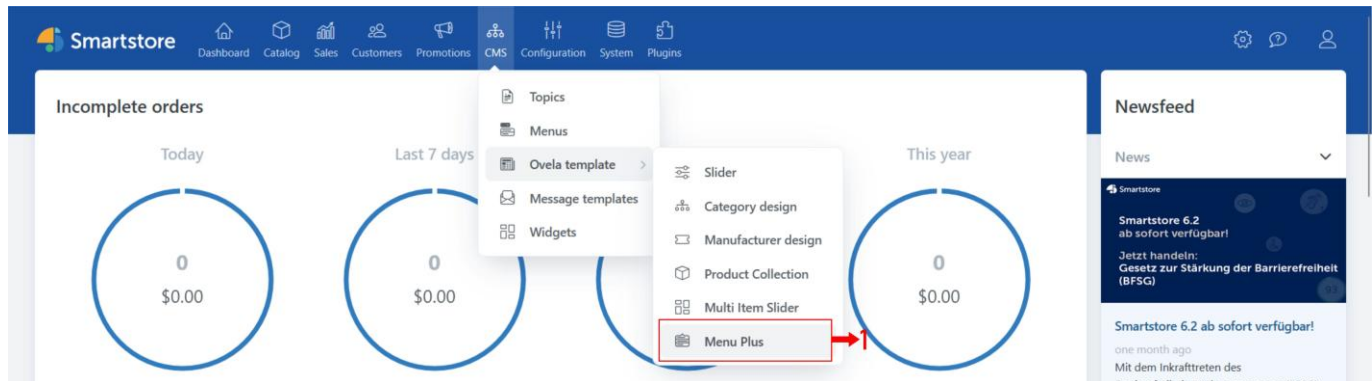 Smartstore
Dashboard Catalog Sales Customers Promotions CMS Configuration System Plugins
Incomplete orders
Today
0
$0.00
Last 7 days
0
$0.00
This year
0
$0.00
Topics
Menus
Ovela template
Message templates
Widgets
Slider
Category design
Manufacturer design
Product Collection
Multi Item Slider
Menu Plus
1
Newsfeed
News
Smartstore
Smartstore 6.2
ab sofort verfügbar!
Jetzt handeln:
Gesetz zur Stärkung der Barrierefreiheit
(BFSG)
Smartstore 6.2 ab sofort verfügbar!
one month ago
Mit dem Inkrafttreten des